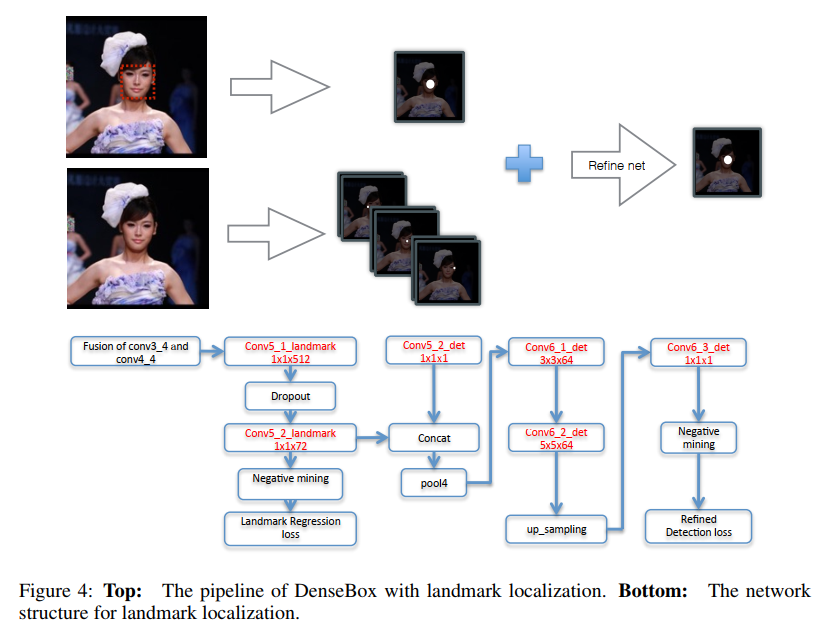 Refine net
Fusion of conv3_4 and
conv4_4
Conv5_1_landmark
1x1x512
Dropout
Conv5_2_landmark
1x1x72
Negative mining
Landmark Regression
loss
Conv5_2_det
1x1x1
Concat
pool4
Conv6_1_det
3x3x64
Conv6_2_det
5x5x64
up_sampling
Conv6_3_det
1x1x1
Negative
mining
Refined
Detection loss
Figure 4: Top: The pipeline of DenseBox with landmark localization. Bottom: The network
structure for landmark localization.